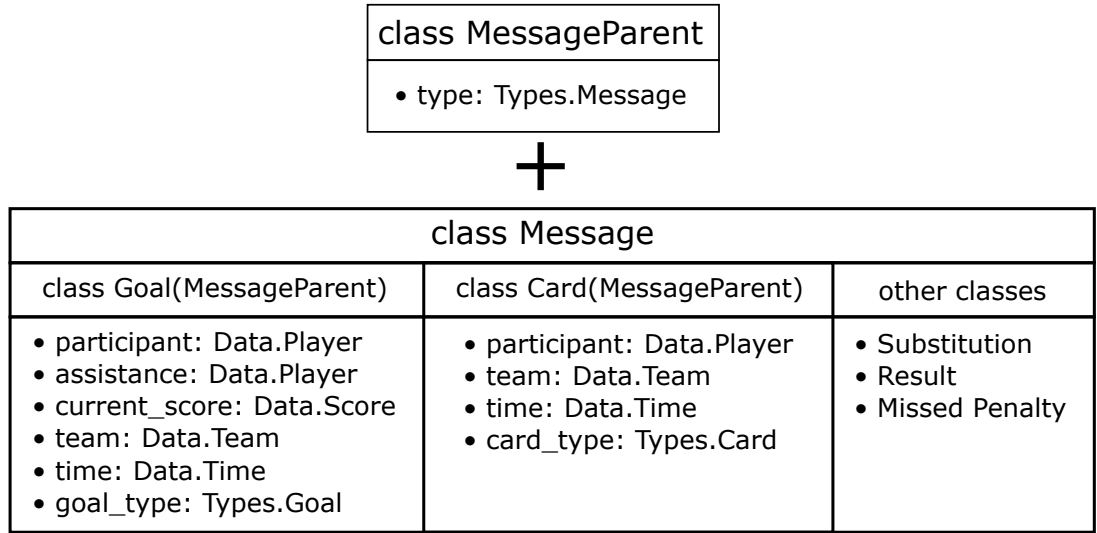 class MessageParent
• type: Types.Message
+
class Message
class Goal(MessageParent)
• participant: Data.Player
• assistance: Data.Player
• current_score: Data.Score
• team: Data.Team
• time: Data.Time
• goal_type: Types.Goal
class Card(MessageParent)
• participant: Data.Player
• team: Data.Team
• time: Data.Time
• card_type: Types.Card
other classes
• Substitution
• Result
• Missed Penalty